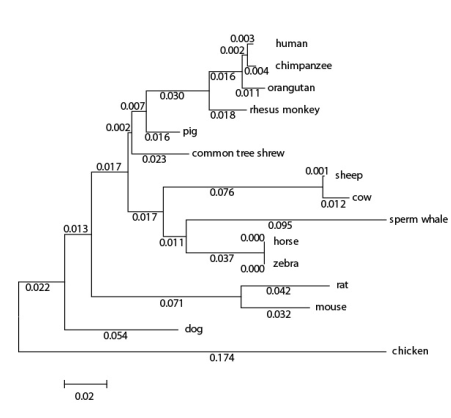 0.003
human
0.002
chimpanzee
0.004
0.016
orangutan
0.011
0.030
rhesus monkey
0.018
0.007
pig
0.016
0.002
common tree shrew
0.023
0.017
0.001
sheep
0.076
cow
0.012
0.017
sperm whale
0.095
0.013
0.011
0.000
horse
0.037
zebra
0.000
0.022
rat
0.042
0.071
mouse
0.032
dog
0.054
chicken
0.174
0.02